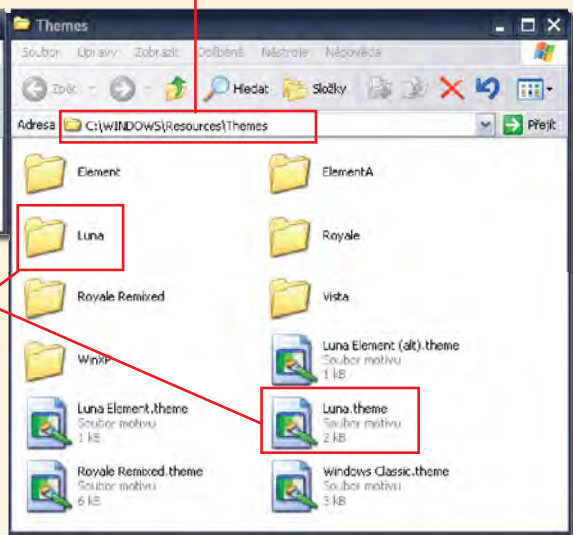 Themes
Soubor Úpravy Zobrazit Oblíbené Nástroje Nápověda
Zpět Hledat Složky
Adresa C:\WINDOWS\Resources\Themes Přejít
Element
ElementA
Luna
Royale
Royale Remixed
Vista
WinXP
Luna Element (alt).theme
Soubor motivu
1 kB
Luna Element.theme
Soubor motivu
1 kB
Luna.theme
Soubor motivu
2 kB
Royale Remixed.theme
Soubor motivu
6 kB
Windows Classic.theme
Soubor motivu
3 kB